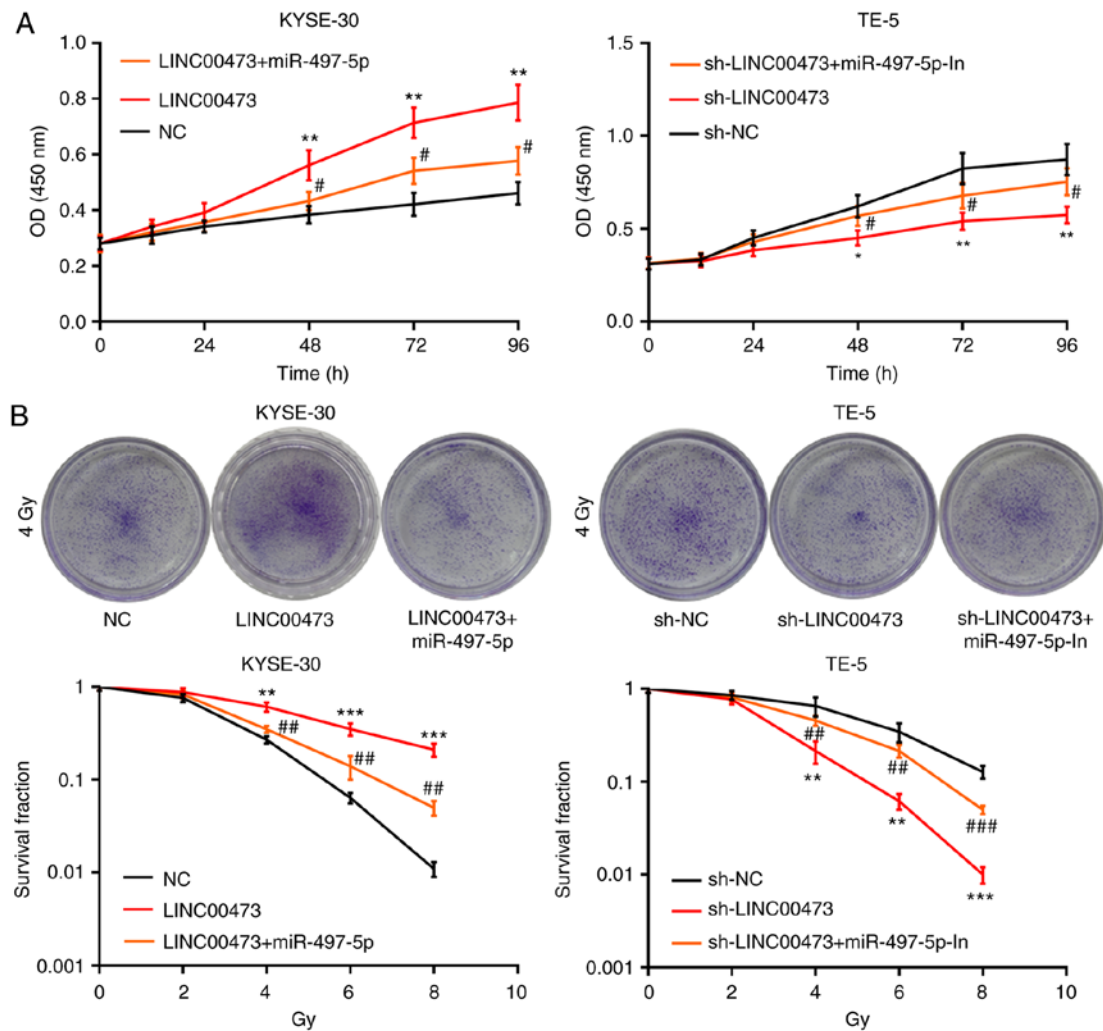 A
KYSE-30
OD (450 nm)
1.0
0.8
0.6
0.4
0.2
0.0
LINC00473+miR-497-5p
LINC00473
NC
**
**
**
#
#
#
0 24 48 72 96
Time (h)
TE-5
OD (450 nm)
1.5
1.0
0.5
0.0
sh-LINC00473+miR-497-5p-In
sh-LINC00473
sh-NC
#
#
#
*
**
**
0 24 48 72 96
Time (h)
B
KYSE-30
4 Gy
NC
LINC00473
LINC00473+
miR-497-5p
TE-5
4 Gy
sh-NC
sh-LINC00473
sh-LINC00473+
miR-497-5p-In
KYSE-30
Survival fraction
1
0.1
0.01
0.001
**
***
***
##
##
##
NC
LINC00473
LINC00473+miR-497-5p
0 2 4 6 8 10
Gy
TE-5
Survival fraction
1
0.1
0.01
0.001
##
##
###
**
**
***
sh-NC
sh-LINC00473
sh-LINC00473+miR-497-5p-In
0 2 4 6 8 10
Gy